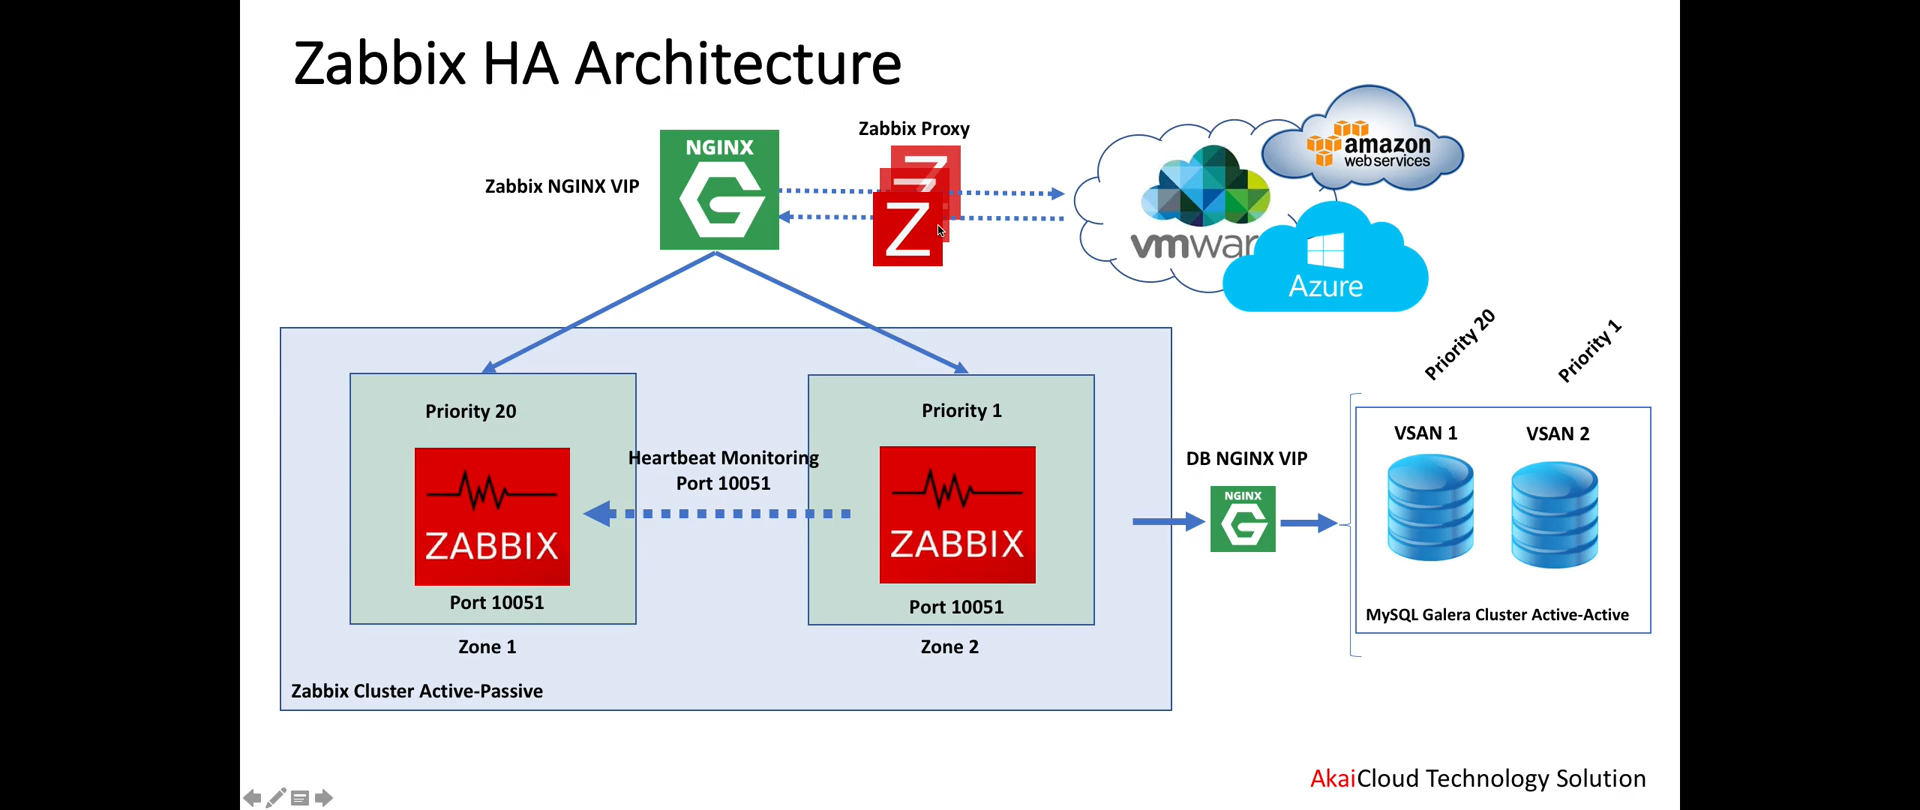 Zabbix HA Architecture
Zabbix Proxy
NGINX
Zabbix NGINX VIP
Z
Z
Z
amazon
web services
vmwar
Azure
Priority 20
Priority 1
Priority 20
Priority 1
Heartbeat Monitoring
Port 10051
ZABBIX
ZABBIX
Port 10051
Port 10051
Zone 1
Zone 2
Zabbix Cluster Active-Passive
DB NGINX VIP
NGINX
VSAN 1
VSAN 2
MySQL Galera Cluster Active-Active
AkaiCloud Technology Solution